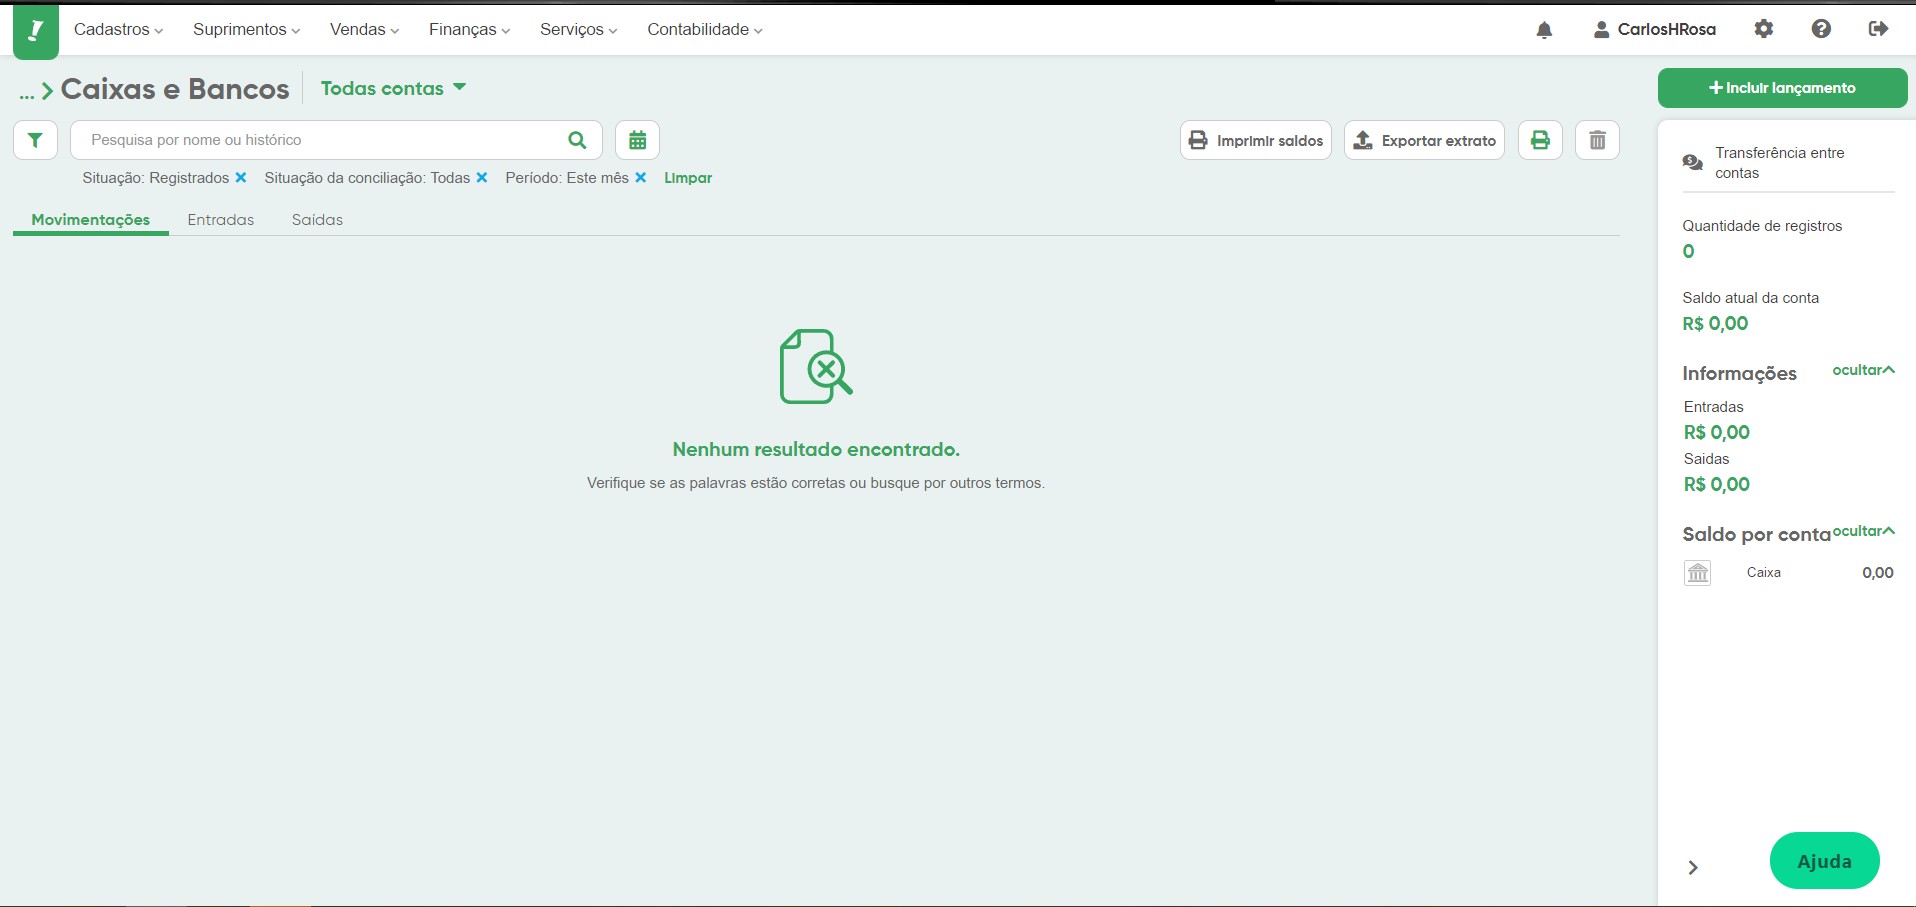 Cadastros Suprimentos Vendas Finanças Serviços Contabilidade CarlosHRosa
... Caixas e Bancos Todas contas
+ Incluir lançamento
Pesquisa por nome ou histórico
Imprimir saldos Exportar extrato
Situação: Registrados Situação da conciliação: Todas Período: Este mês Limpar
Movimentações Entradas Saídas
Nenhum resultado encontrado.
Verifique se as palavras estão corretas ou busque por outros termos.
Transferência entre
contas
Quantidade de registros
0
Saldo atual da conta
R$ 0,00
Informações ocultar
Entradas
R$ 0,00
Saidas
R$ 0,00
Saldo por conta ocultar
Caixa 0,00
Ajuda